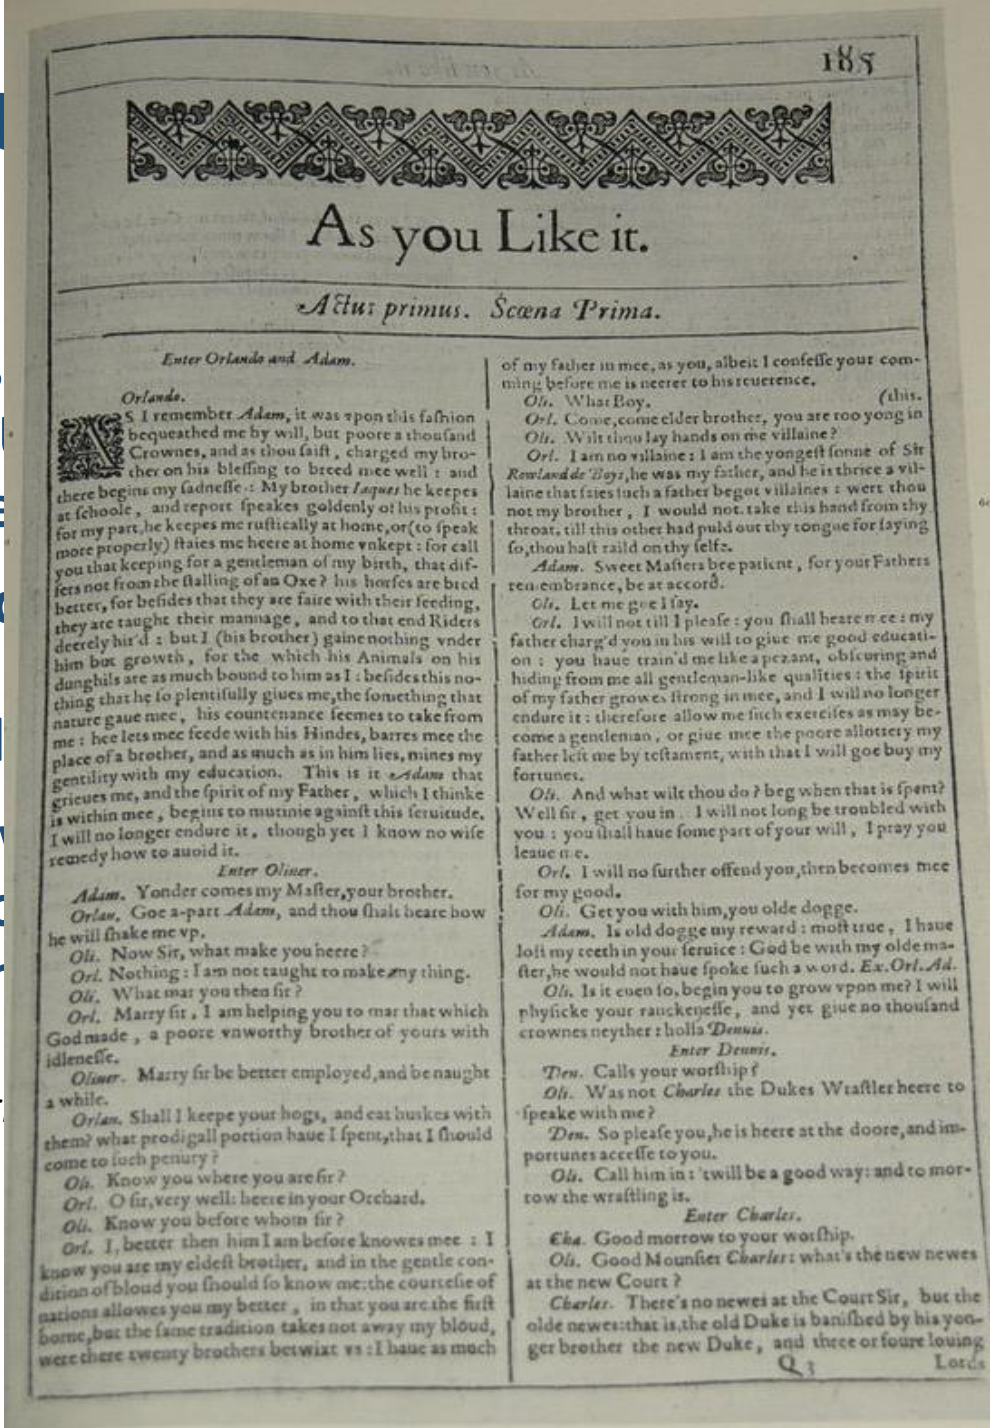 185
As you Like it.
Actus primus. Scœna Prima.
Enter Orlando and Adam.
Orlando.
AS I remember Adam, it was vpon this fashion
bequeathed me by will, but poore a thousand
Crownes, and as thou saist, charged my bro-
ther on his blessing to breed mee well : and
there begins my sadnesse : My brother Iaques he keepes
at schoole, and report speakes goldenly of his profit :
for my part, he keepes me rustically at home, or (to speak
more properly) staies me heere at home vnkept : for call
you that keeping for a gentleman of my birth, that dif-
fers not from the stalling of an Oxe? his horses are bred
better, for besides that they are faire with their feeding,
they are taught their mannage, and to that end Riders
deerely hir'd : but I (his brother) gaine nothing vnder
him but growth, for the which his Animals on his
dunghils are as much bound to him as I : besides this no-
thing that he so plentifully giues me, the something that
nature gaue mee, his countenance seemes to take from
me : hee lets mee feede with his Hindes, barres mee the
place of a brother, and as much as in him lies, mines my
gentility with my education. This is it Adam that
grieues me, and the spirit of my Father, which I thinke
is within mee, begins to mutinie against this seruitude.
I will no longer endure it, though yet I know no wise
remedy how to auoid it.
Enter Oliuer.
Adam. Yonder comes my Master, your brother.
Orlan. Goe a-part Adam, and thou shalt heare how
he will shake me vp.
Oli. Now Sir, what make you heere?
Orl. Nothing : I am not taught to make any thing.
Oli. What mar you then sir?
Orl. Marry sir, I am helping you to mar that which
God made, a poore vnworthy brother of yours with
idlenesse.
Oliuer. Marry sir be better employed, and be naught
a while.
Orlan. Shall I keepe your hogs, and eat huskes with
them? what prodigall portion haue I spent, that I should
come to such penury?
Oli. Know you where you are sir?
Orl. O sir, very well : heere in your Orchard.
Oli. Know you before whom sir?
Orl. I, better then him I am before knowes mee : I
know you are my eldest brother, and in the gentle con-
dition of bloud you should so know me : the courtesie of
nations allowes you my better, in that you are the first
borne, but the same tradition takes not away my bloud,
were there twenty brothers betwixt vs : I haue as much
of my father in mee, as you, albeit I confesse your com-
ming before me is neerer to his reuerence.
Oli. What Boy. (this.
Orl. Come, come elder brother, you are too yong in
Oli. Wilt thou lay hands on me villaine?
Orl. I am no villaine : I am the yongest sonne of Sir
Rowland de Boys, he was my father, and he is thrice a vil-
laine that saies such a father begot villaines : wert thou
not my brother, I would not take this hand from thy
throat, till this other had puld out thy tongue for saying
so, thou hast raild on thy selfe.
Adam. Sweet Masters bee patient, for your Fathers
remembrance, be at accord.
Oli. Let me goe I say.
Orl. I will not till I please : you shall heare mee : my
father charg'd you in his will to giue me good educati-
on : you haue train'd me like a pezant, obscuring and
hiding from me all gentleman-like qualities : the spirit
of my father growes strong in mee, and I will no longer
endure it : therefore allow me such exercises as may be-
come a gentleman, or giue mee the poore allottery my
father left me by testament, with that I will goe buy my
fortunes.
Oli. And what wilt thou do? beg when that is spent?
Well sir, get you in. I will not long be troubled with
you : you shall haue some part of your will, I pray you
leaue me.
Orl. I will no further offend you, then becomes mee
for my good.
Oli. Get you with him, you olde dogge.
Adam. Is old dogge my reward : most true, I haue
lost my teeth in your seruice : God be with my olde ma-
ster, he would not haue spoke such a word. Ex. Orl. Ad.
Oli. Is it euen so, begin you to grow vpon me? I will
physicke your ranckenesse, and yet giue no thousand
crownes neyther : holla Dennis.
Enter Dennis.
Den. Calls your worship?
Oli. Was not Charles the Dukes Wrastler heere to
speake with me?
Den. So please you, he is heere at the doore, and im-
portunes accesse to you.
Oli. Call him in : 'twill be a good way : and to mor-
row the wrastling is.
Enter Charles.
Cha. Good morrow to your worship.
Oli. Good Mounsier Charles : what's the new newes
at the new Court?
Charles. There's no newes at the Court Sir, but the
olde newes : that is, the old Duke is banished by his yon-
ger brother the new Duke, and three or foure louing
Q3 Lords